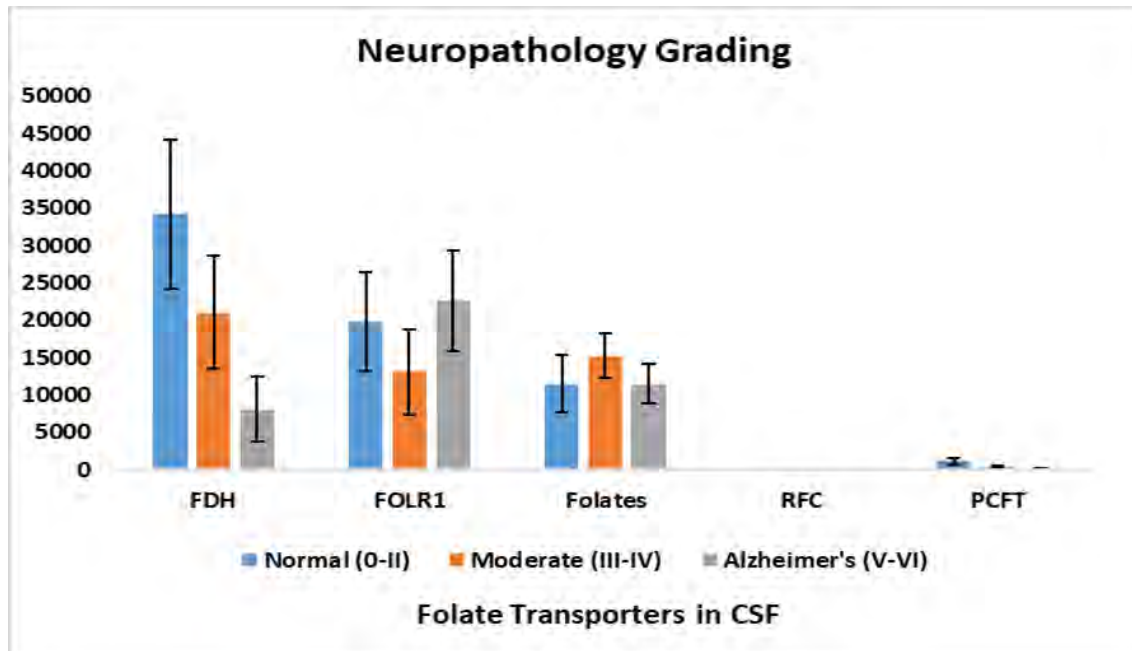 Neuropathology Grading
50000
45000
40000
35000
30000
25000
20000
15000
10000
5000
0
FDH FOLR1 Folates RFC PCFT
Normal (0-II) Moderate (III-IV) Alzheimer's (V-VI)
Folate Transporters in CSF